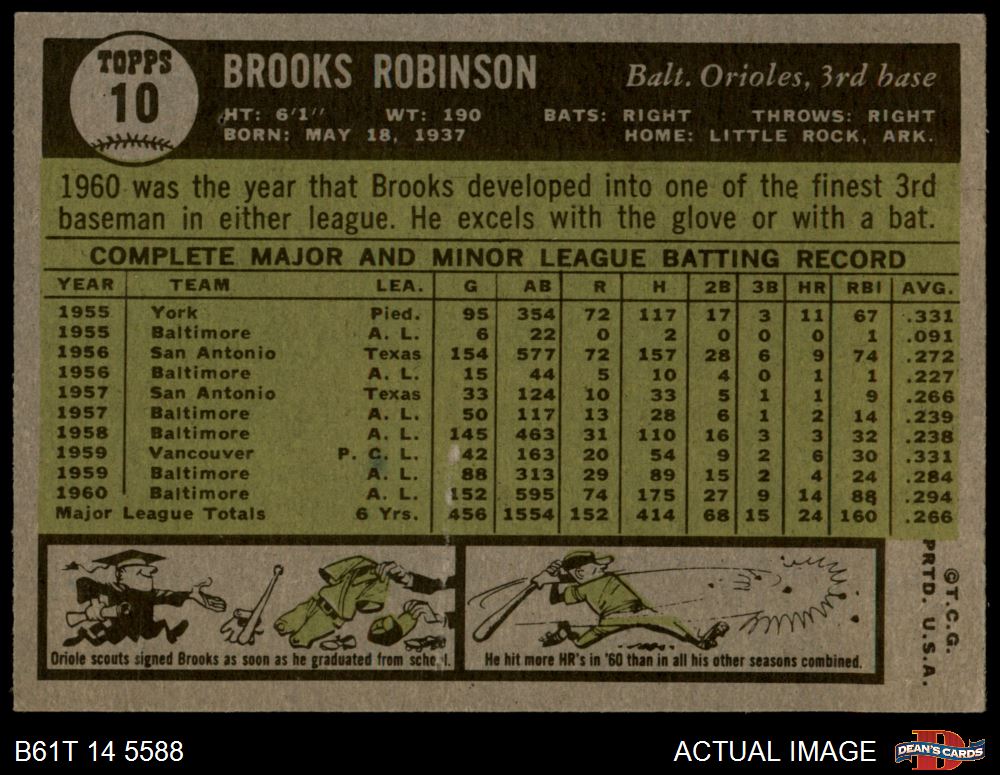 TOPPS
10
BROOKS ROBINSON
Balt. Orioles, 3rd base
HT: 6'1" WT: 190 BATS: RIGHT THROWS: RIGHT
BORN: MAY 18, 1937 HOME: LITTLE ROCK, ARK.
1960 was the year that Brooks developed into one of the finest 3rd
baseman in either league. He excels with the glove or with a bat.
COMPLETE MAJOR AND MINOR LEAGUE BATTING RECORD
YEAR TEAM LEA. G AB R H 2B 3B HR RBI AVG.
1955 York Pied. 95 354 72 117 17 3 11 67 .331
1955 Baltimore A. L. 6 22 0 2 0 0 0 1 .091
1956 San Antonio Texas 154 577 72 157 28 6 9 74 .272
1956 Baltimore A. L. 15 44 5 10 4 0 1 1 .227
1957 San Antonio Texas 33 124 10 33 5 1 1 9 .266
1957 Baltimore A. L. 50 117 13 28 6 1 2 14 .239
1958 Baltimore A. L. 145 463 31 110 16 3 3 32 .238
1959 Vancouver P. C. L. 42 163 20 54 9 2 6 30 .331
1959 Baltimore A. L. 88 313 29 89 15 2 4 24 .284
1960 Baltimore A. L. 152 595 74 175 27 9 14 88 .294
Major League Totals 6 Yrs. 456 1554 152 414 68 15 24 160 .266
Oriole scouts signed Brooks as soon as he graduated from school.
He hit more HR's in '60 than in all his other seasons combined.
©T.C.G.
PRTD. U.S.A.
B61T 14 5588
ACTUAL IMAGE
DEAN'S CARDS